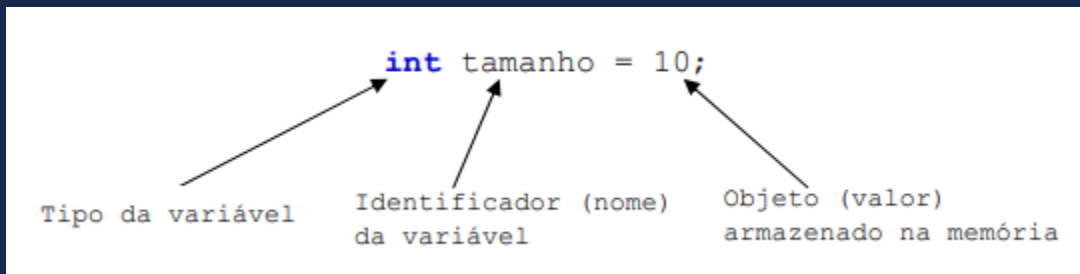 int tamanho = 10;
Tipo da variável
Identificador (nome)
da variável
Objeto (valor)
armazenado na memória